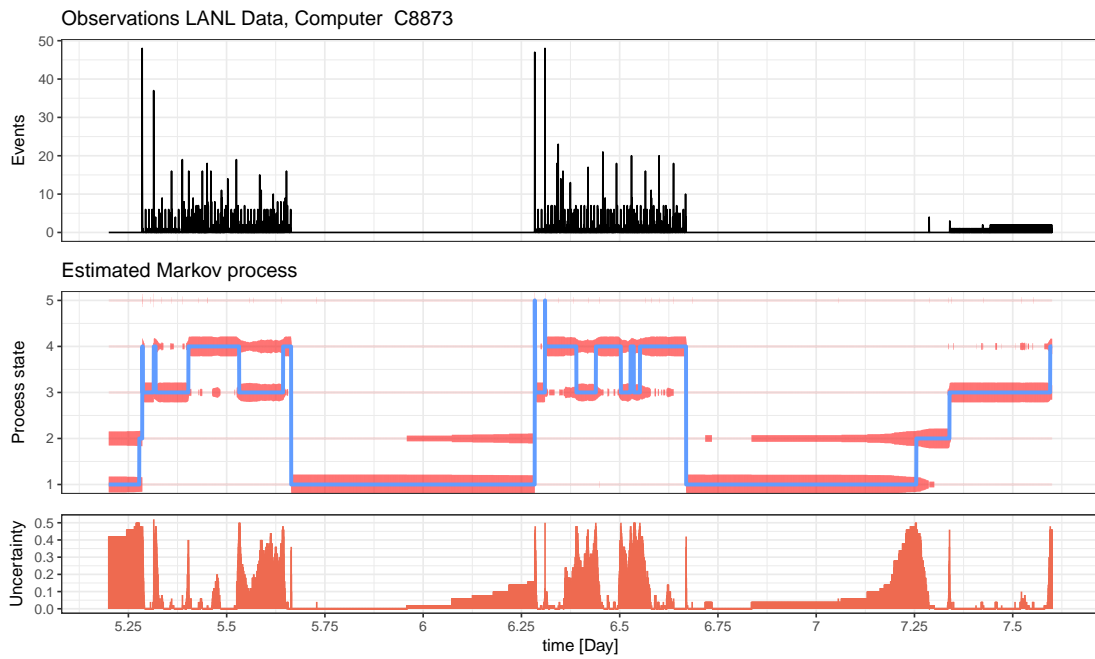 Observations LANL Data, Computer  C8873
50
40
30
20
10
0
Events
Estimated Markov process
5
4
3
2
1
Process state
0.5
0.4
0.3
0.2
0.1
0.0
Uncertainty
5.25 5.5 5.75 6 6.25 6.5 6.75 7 7.25 7.5
time [Day]